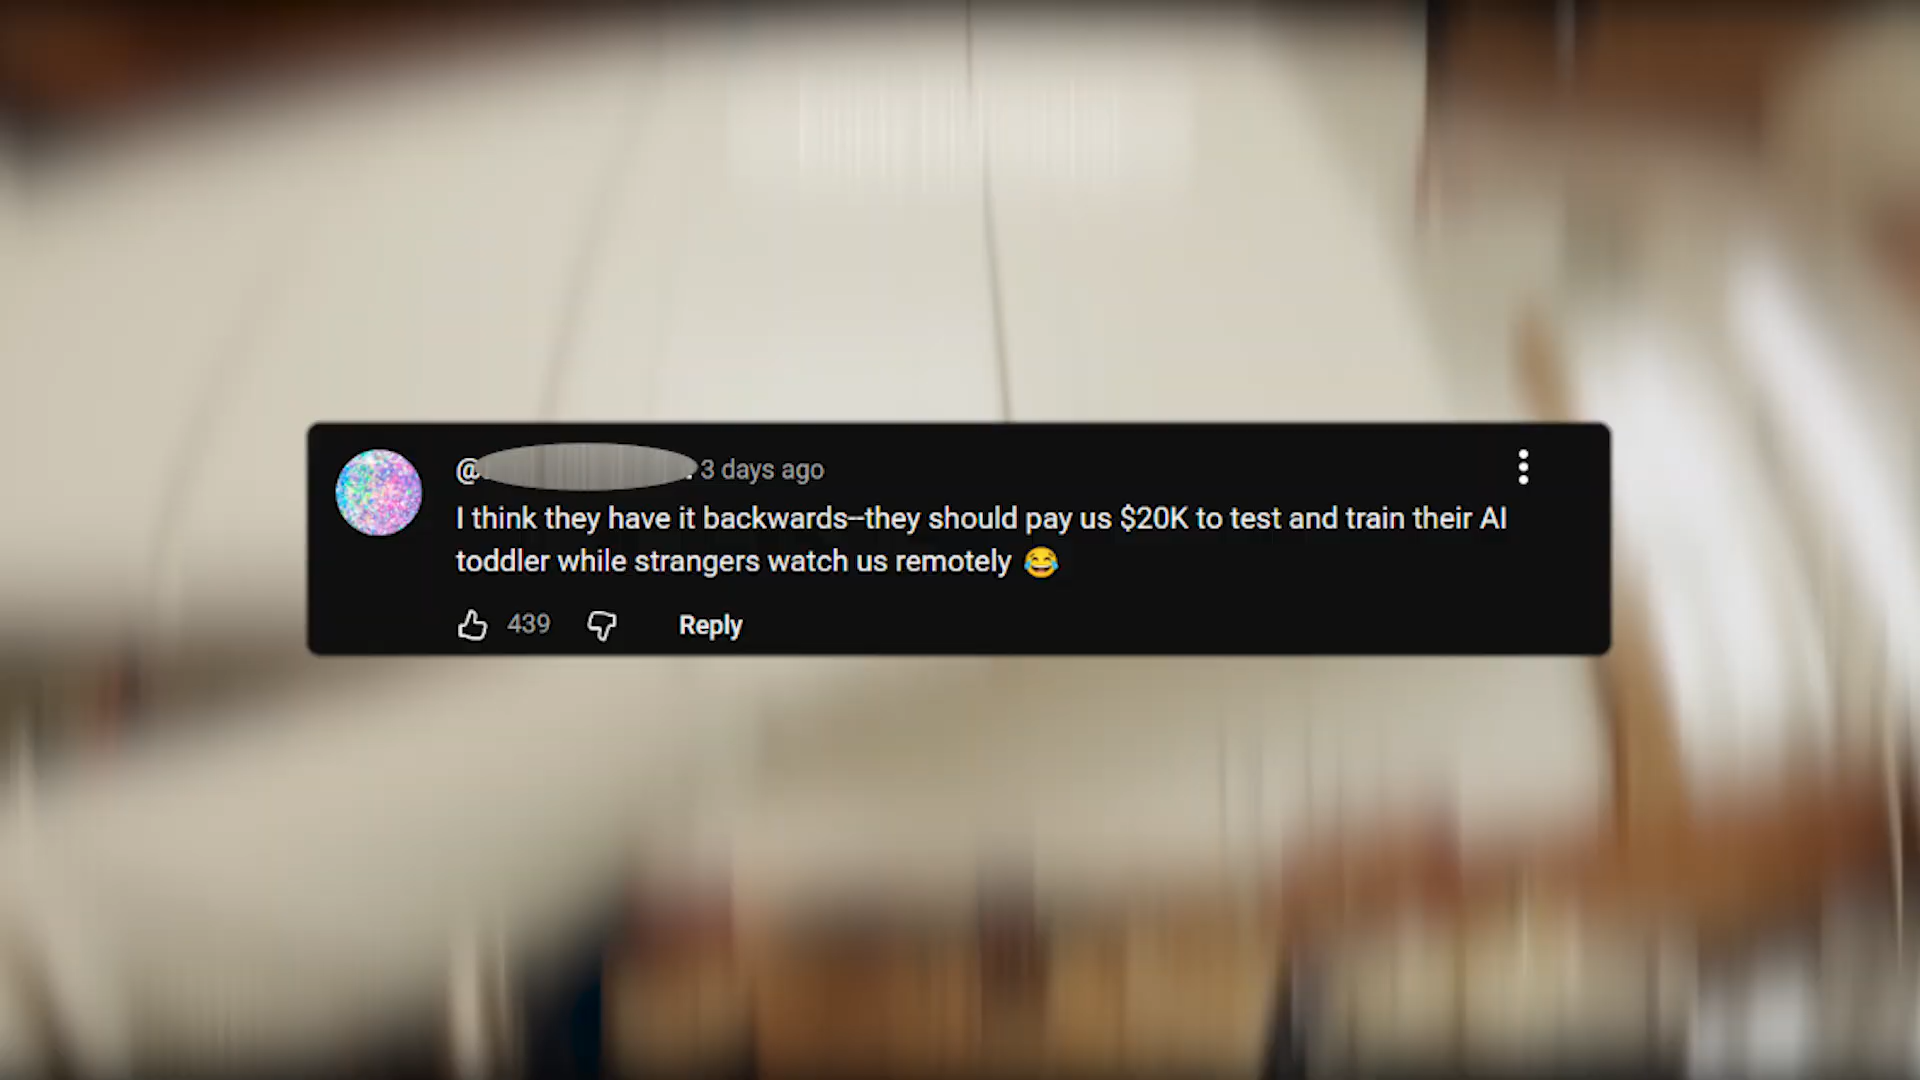 @ 3 days ago
I think they have it backwards--they should pay us $20K to test and train their AI
toddler while strangers watch us remotely 😂
439 Reply